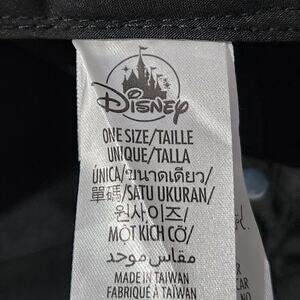 Disney
ONE SIZE/TAILLE
UNIQUE/TALLA
ÚNICA/ขนาดเดียว/
單碼/SATU UKURAN/
원사이즈/
MỘT KÍCH CỠ/
مقاس موحد
MADE IN TAIWAN
FABRIQUÉ À TAIWAN